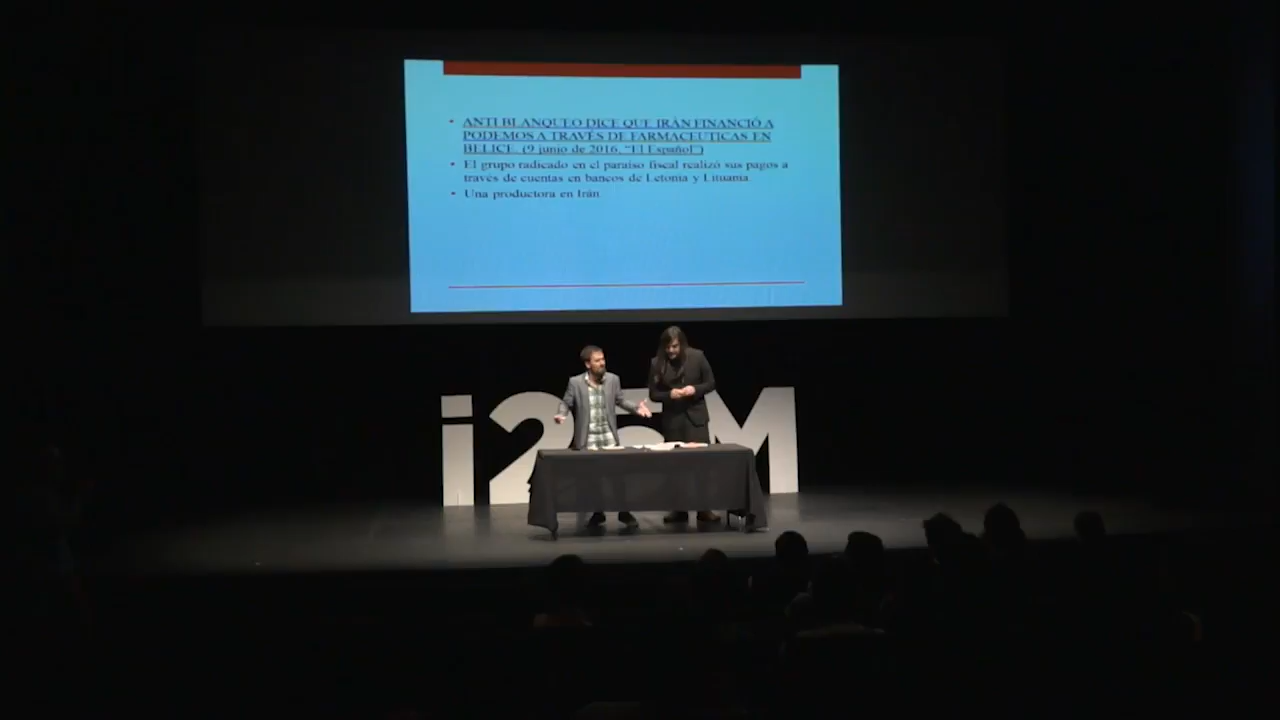 • ANTI BLANQUEO DICE QUE IRÁN FINANCIÓ A
PODEMOS A TRAVÉS DE FARMACEUTICAS EN
BELICE. (9 junio de 2016, "El Español")
• El grupo radicado en el paraíso fiscal realizó sus pagos a
través de cuentas en bancos de Letonia y Lituania
• Una productora en Irán
i25M